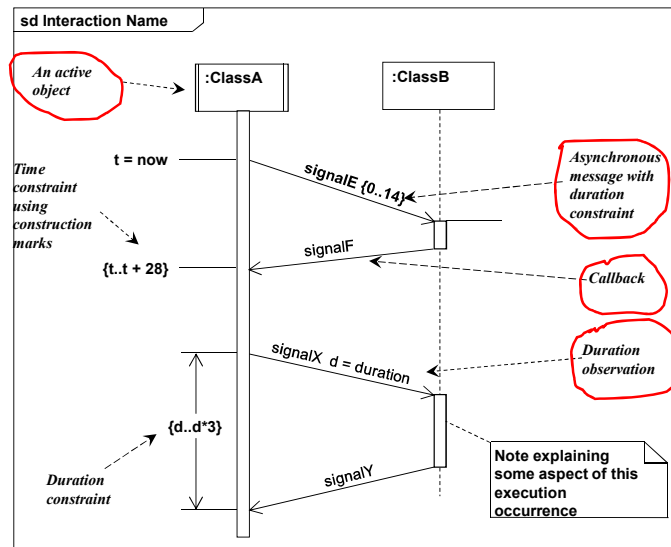 sd Interaction Name
An active
object
:ClassA
:ClassB
t = now
signalE {0..14}
Asynchronous
message with
duration
constraint
Time
constraint
using
construction
marks
signalF
{t..t + 28}
Callback
signalX d = duration
Duration
observation
{d..d*3}
Note explaining
some aspect of this
execution
occurrence
Duration
constraint
signalY